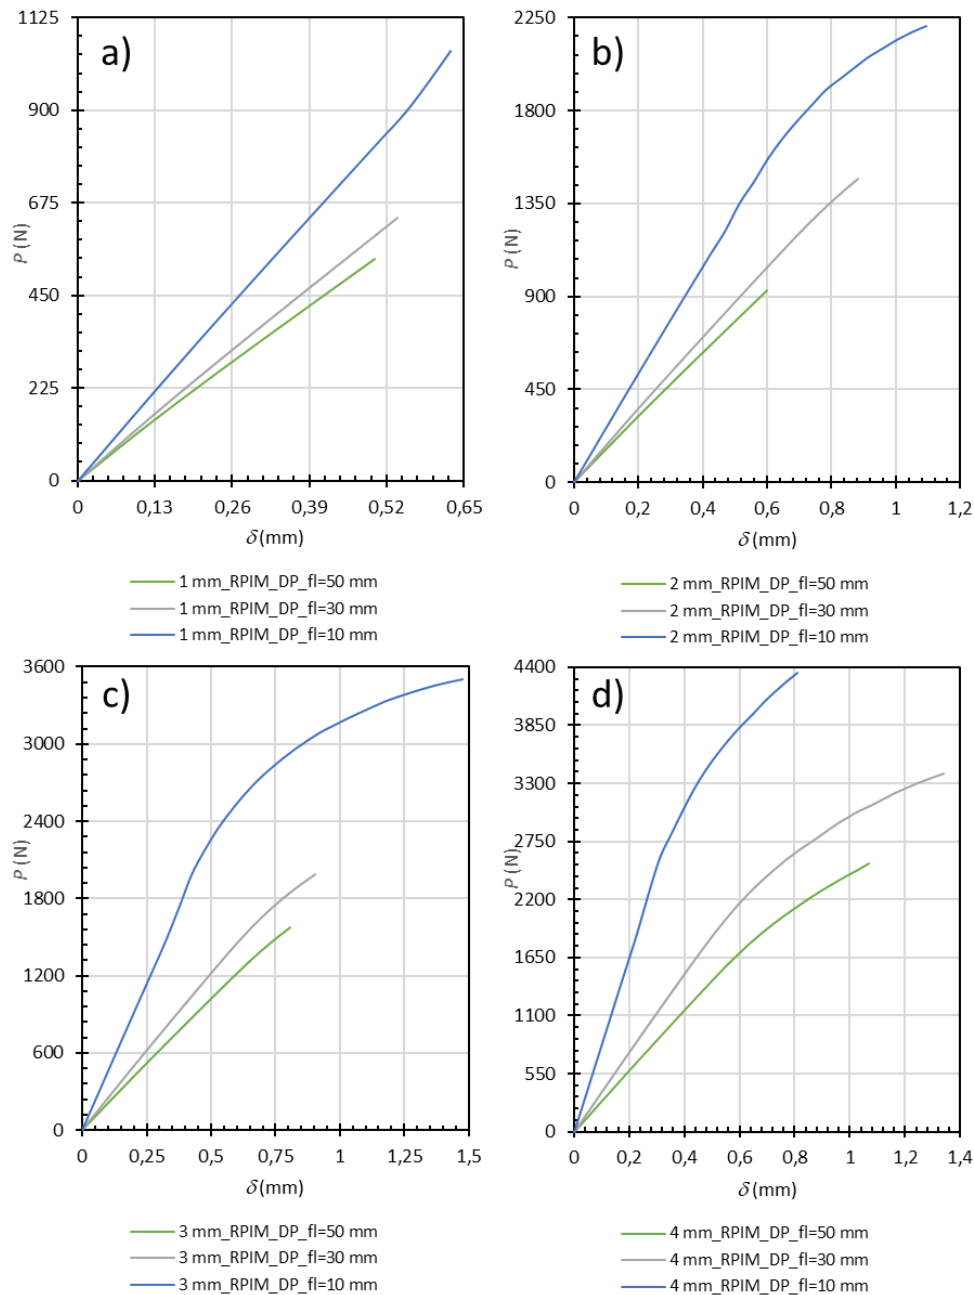 a)
1125
900
675
450
225
0
P (N)
0 0,13 0,26 0,39 0,52 0,65
δ (mm)
1 mm_RPIM_DP_fl=50 mm
1 mm_RPIM_DP_fl=30 mm
1 mm_RPIM_DP_fl=10 mm
b)
2250
1800
1350
900
450
0
P (N)
0 0,2 0,4 0,6 0,8 1 1,2
δ (mm)
2 mm_RPIM_DP_fl=50 mm
2 mm_RPIM_DP_fl=30 mm
2 mm_RPIM_DP_fl=10 mm
c)
3600
3000
2400
1800
1200
600
0
P (N)
0 0,25 0,5 0,75 1 1,25 1,5
δ (mm)
3 mm_RPIM_DP_fl=50 mm
3 mm_RPIM_DP_fl=30 mm
3 mm_RPIM_DP_fl=10 mm
d)
4400
3850
3300
2750
2200
1650
1100
550
0
P (N)
0 0,2 0,4 0,6 0,8 1 1,2 1,4
δ (mm)
4 mm_RPIM_DP_fl=50 mm
4 mm_RPIM_DP_fl=30 mm
4 mm_RPIM_DP_fl=10 mm